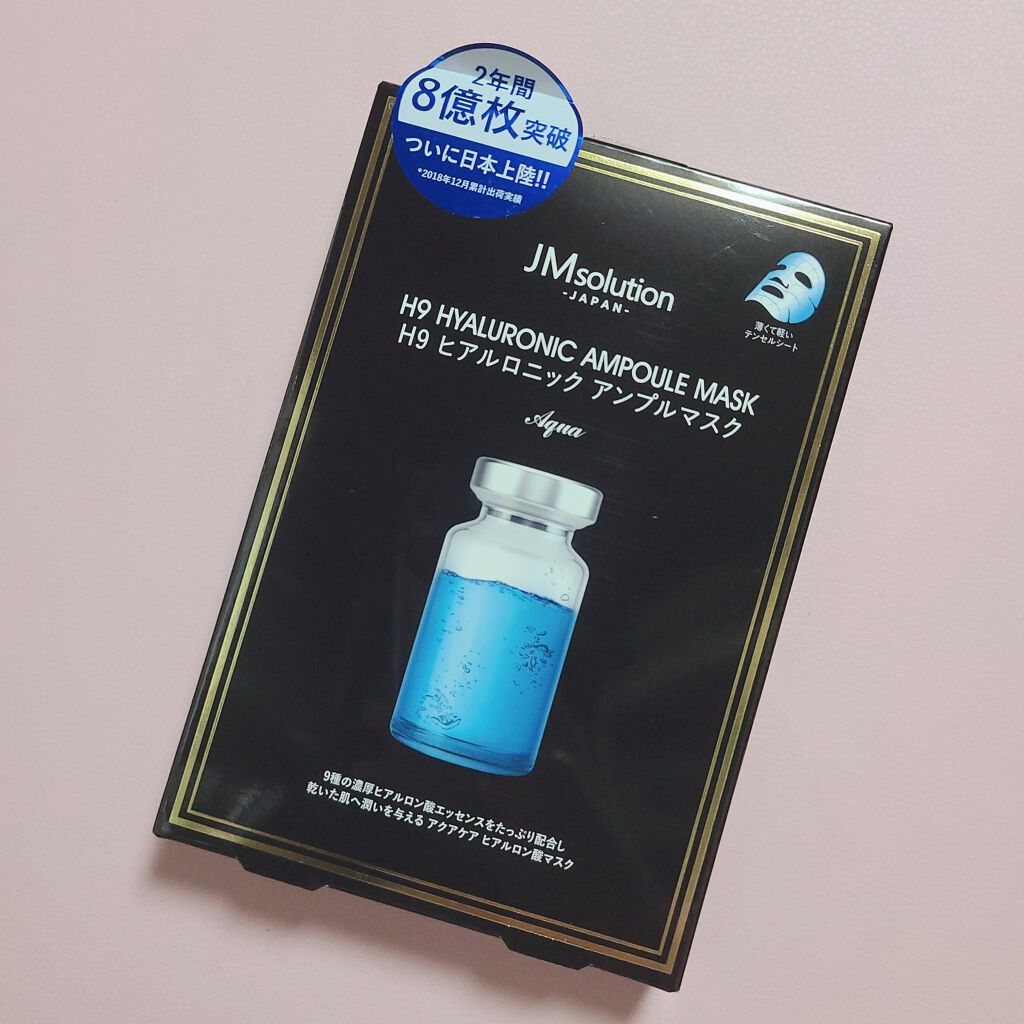 2年間
8億枚突破
ついに日本上陸!!
*2018年12月累計出荷実績
JMsolution
-JAPAN-
薄くて軽い
テンセルシート
H9 HYALURONIC AMPOULE MASK
H9 ヒアルロニック アンプルマスク
Aqua
9種の濃厚ヒアルロン酸エッセンスをたっぷり配合し
乾いた肌へ潤いを与える アクアケア ヒアルロン酸マスク